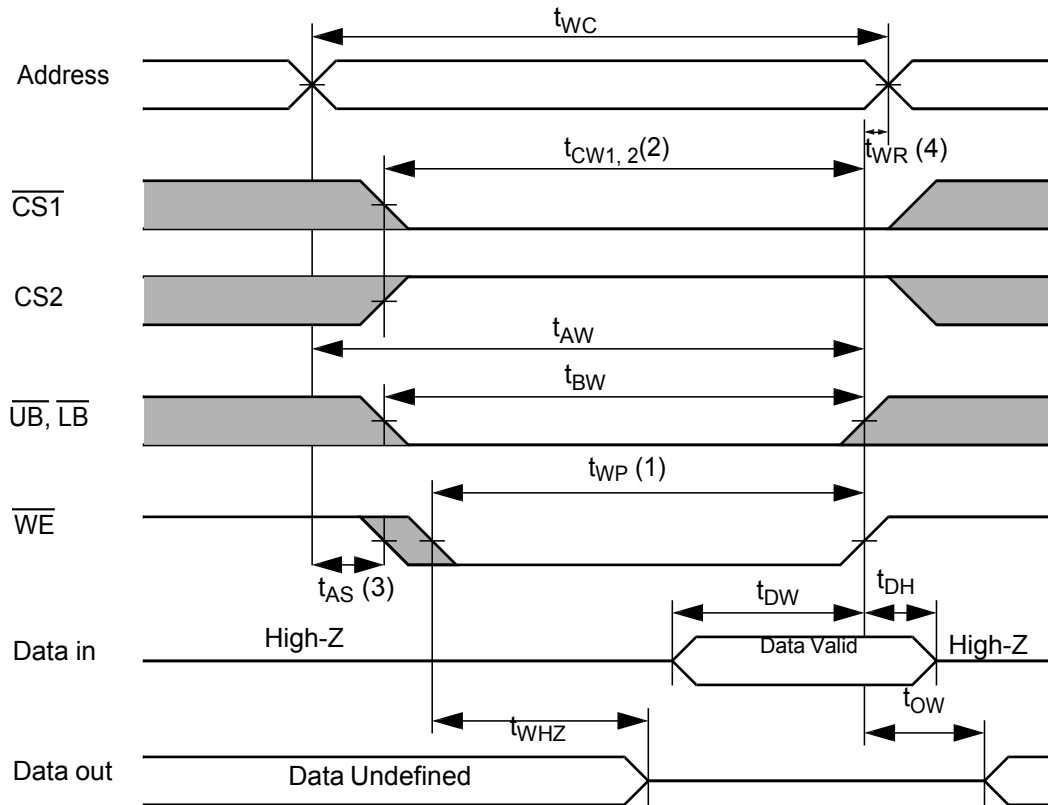 tWC
Address
tCW1, 2(2)
tWR (4)
CS1
CS2
tAW
tBW
UB, LB
tWP (1)
WE
tAS (3)
tDW
tDH
High-Z
Data in
Data Valid
High-Z
tOW
tWHZ
Data out
Data Undefined